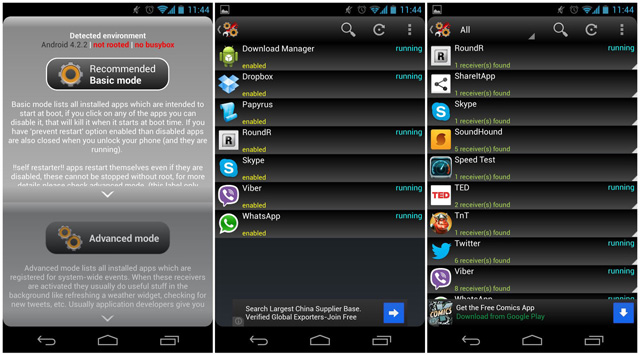 11:44
Detected environment
Android 4.2.2 | not rooted | no busybox
Recommended
Basic mode
Basic mode lists all installed apps which are intended to
start at boot time, if you click on any of the apps you can
disable it, that will kill it when it starts at boot time. If you
have 'prevent restart' option enabled than disabled apps
are also closed when you unlock your phone (and they are
running).
!!self restarter!! apps restart themselves even if they are
disabled, these cannot be stopped without root, for more
details please check advanced mode. (this label only
Advanced mode
Advanced mode lists all installed apps which are
registered for system-wide events. When these receivers
are activated they usually do useful stuff in the
background like refreshing a weather widget, checking for
new tweets, etc. Usually application developers give you
11:44
Download Manager
running
enabled
Dropbox
running
enabled
Papyrus
enabled
RoundR
running
enabled
Skype
enabled
Viber
running
enabled
WhatsApp
running
enabled
Search Largest China Supplier Base.
Verified Global Exporters-Join Free
11:44
All
RoundR
running
1 receiver(s) found
ShareItApp
1 receiver(s) found
Skype
1 receiver(s) found
SoundHound
5 receiver(s) found
Speed Test
1 receiver(s) found
TED
running
2 receiver(s) found
TnT
2 receiver(s) found
Twitter
running
6 receiver(s) found
Viber
running
8 receiver(s) found
WhatsApp
running
COMICS
Get the Free Comics App
Download from Google Play